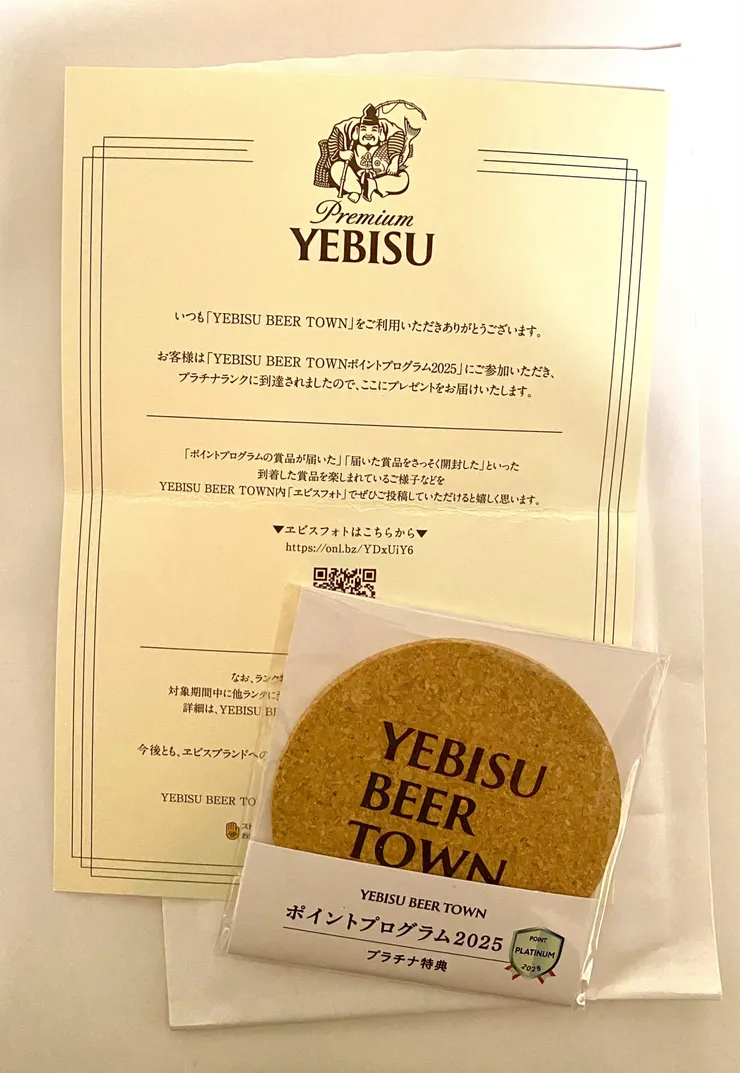 Premium
YEBISU
いつも「YEBISU BEER TOWN」をご利用いただきありがとうございます。
お客様は「YEBISU BEER TOWNポイントプログラム2025」にご参加いただき、
プラチナランクに到達されましたので、ここにプレゼントをお届けいたします。
「ポイントプログラムの賞品が届いた」「届いた賞品をさっそく開封した」といった
到着した賞品を楽しまれているご様子などを
YEBISU BEER TOWN内「ヱビスフォト」でぜひご投稿していただけると嬉しく思います。
▼ヱビスフォトはこちらから▼
https://onl.bz/YDxUiY6
なお、ランク
対象期間中に他ランクに
詳細は、YEBISU BE
今後とも、ヱビスブランドへの
YEBISU BEER TO
YEBISU
BEER
TOWN
YEBISU BEER TOWN
ポイントプログラム2025
プラチナ特典
POINT
PLATINUM
2025